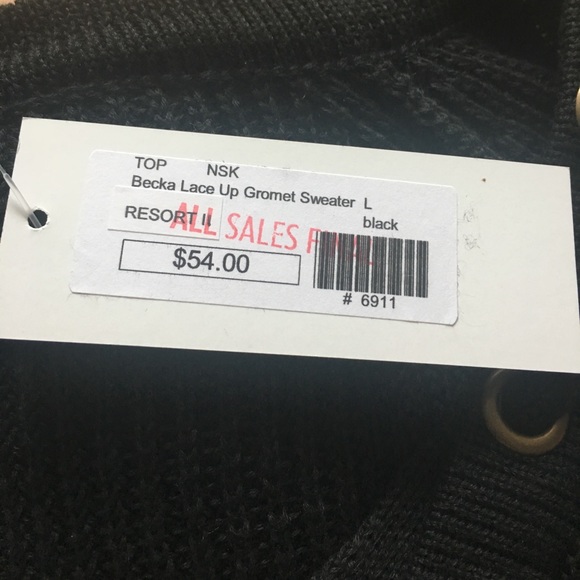 TOP NSK
Becka Lace Up Gromet Sweater L
RESORT II black
ALL SALES
$54.00
# 6911